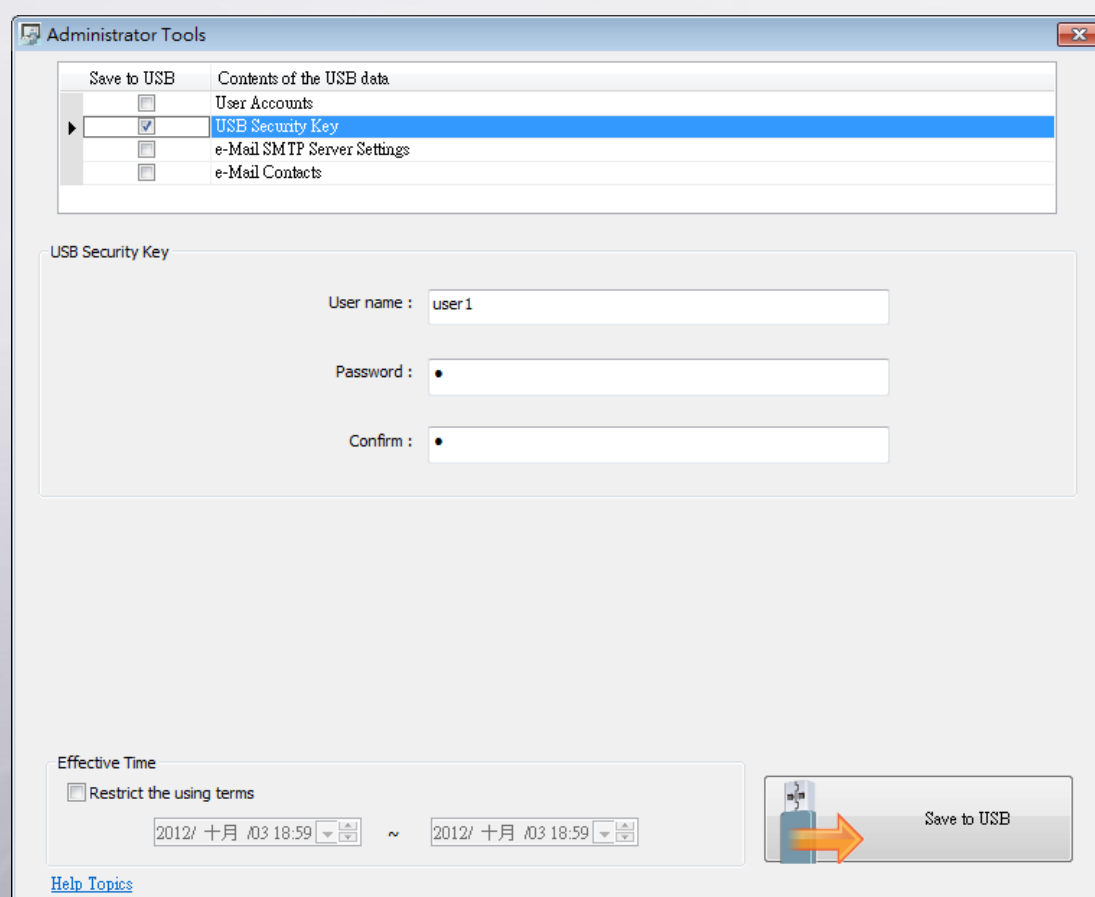 Administrator Tools
Save to USB Contents of the USB data
User Accounts
USB Security Key
e-Mail SMTP Server Settings
e-Mail Contacts
USB Security Key
User name : user1
Password : •
Confirm : •
Effective Time
Restrict the using terms
2012/ 十月 /03 18:59 ~ 2012/ 十月 /03 18:59
Save to USB
Help Topics